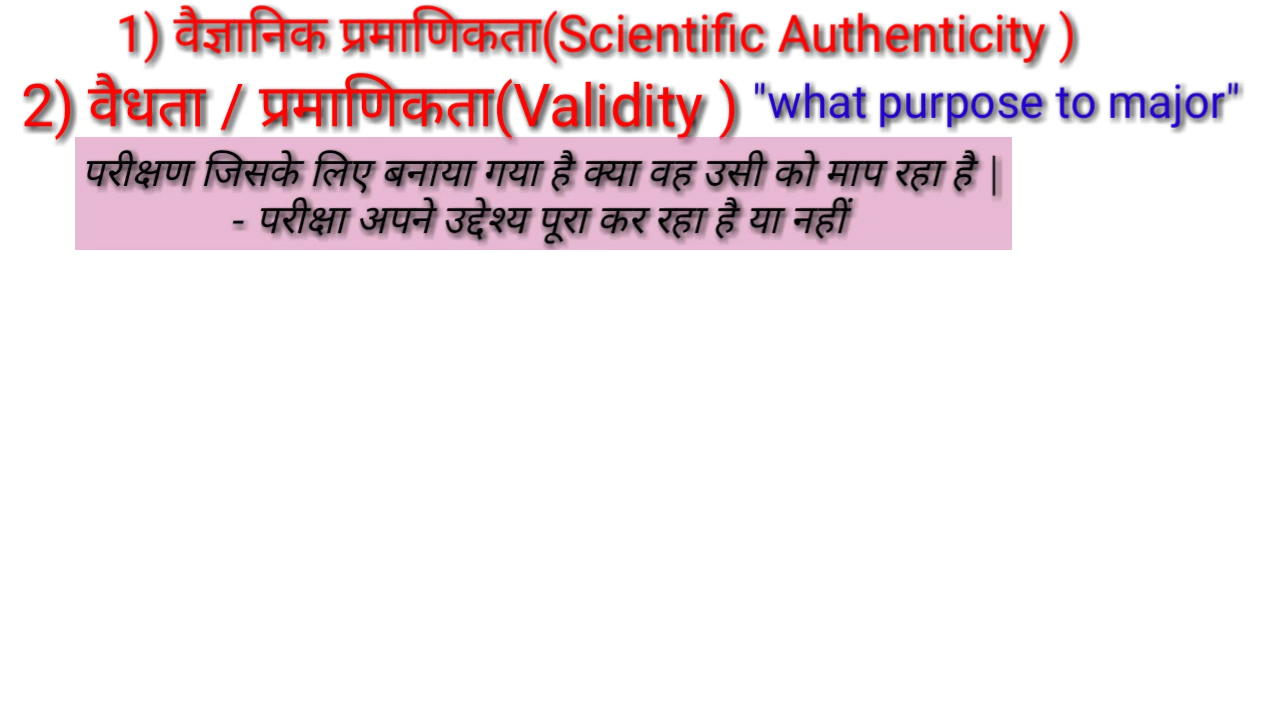 1) वैज्ञानिक प्रमाणिकता(Scientific Authenticity )
2) वैधता / प्रमाणिकता(Validity ) "what purpose to major"
परीक्षण जिसके लिए बनाया गया है क्या वह उसी को माप रहा है |
- परीक्षा अपने उद्देश्य पूरा कर रहा है या नहीं